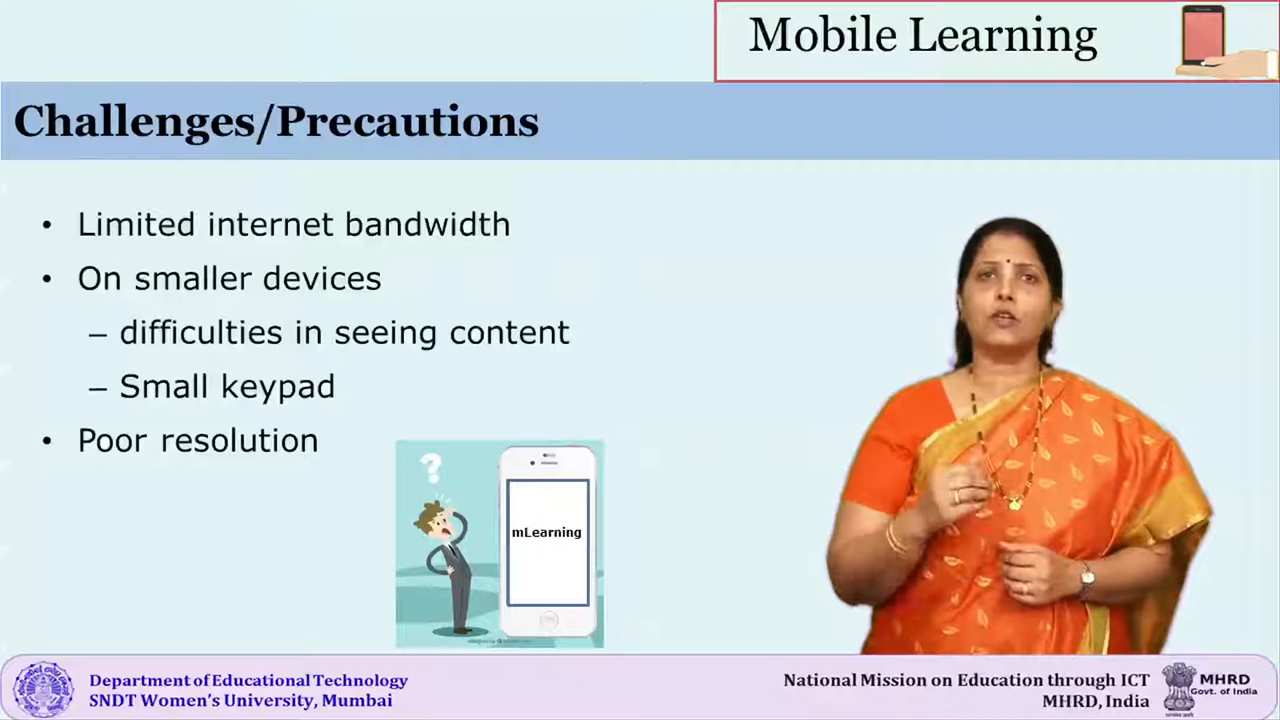 Mobile Learning
Challenges/Precautions
• Limited internet bandwidth
• On smaller devices
– difficulties in seeing content
– Small keypad
• Poor resolution
?
mLearning
Department of Educational Technology
SNDT Women's University, Mumbai
National Mission on Education through ICT
MHRD, India
MHRD
Govt. of India